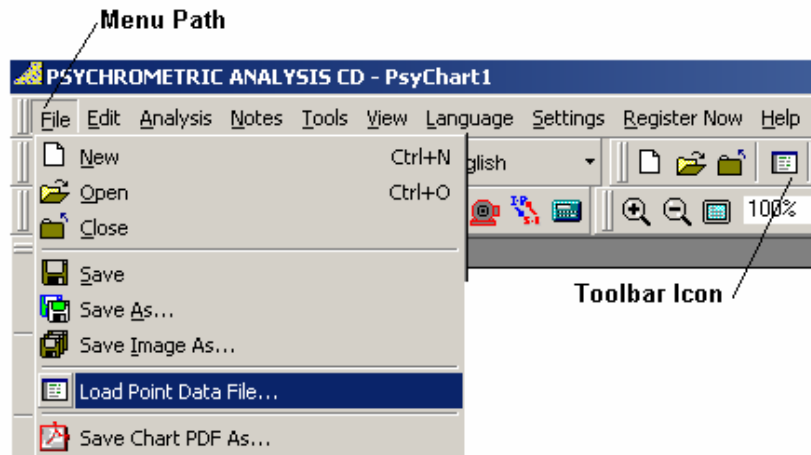 Menu Path
PSYCHROMETRIC ANALYSIS CD - PsyChart1
File Edit Analysis Notes Tools View Language Settings Register Now Help
New Ctrl+N
glish
Open Ctrl+O
I-P
S-I
100%
Close
Save
Toolbar Icon
Save As...
Save Image As...
Load Point Data File...
Save Chart PDF As...